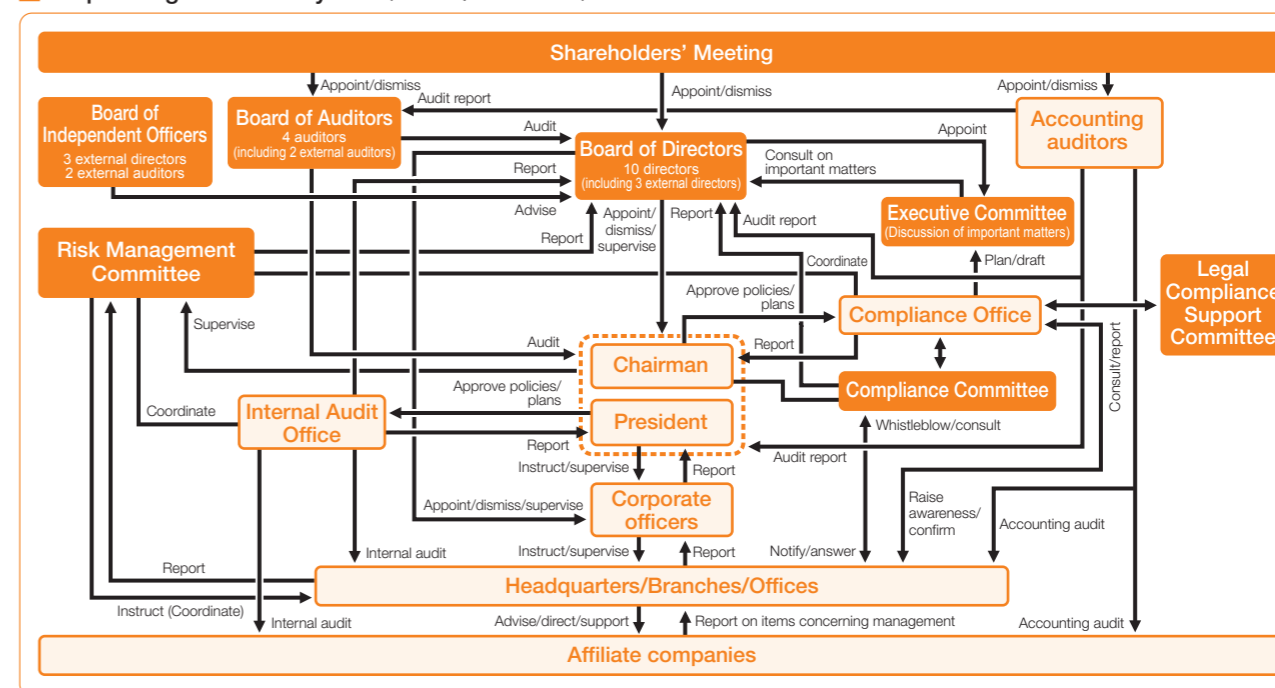 Shareholders' Meeting
Appoint/dismiss
Appoint/dismiss
Appoint/dismiss
Audit report
Board of
Independent Officers
3 external directors
2 external auditors
Board of Auditors
4 auditors
(including 2 external auditors)
Audit
Report
Advise
Board of Directors
10 directors
(including 3 external directors)
Appoint
Consult on
important matters
Accounting
auditors
Executive Committee
(Discussion of important matters)
Risk Management
Committee
Report
Appoint/
dismiss/
supervise
Report
Audit report
Coordinate
Plan/draft
Legal
Compliance
Support
Committee
Approve policies/
plans
Compliance Office
Supervise
Audit
Chairman
Report
Compliance Committee
Consult/report
Approve policies/
plans
Coordinate
Internal Audit
Office
President
Whistleblow/consult
Report
Audit report
Instruct/supervise
Report
Appoint/dismiss/supervise
Corporate
officers
Raise
awareness/
confirm
Accounting audit
Internal audit
Instruct/supervise
Report
Notify/answer
Report
Headquarters/Branches/Offices
Instruct (Coordinate)
Internal audit
Advise/direct/support
Report on items concerning management
Accounting audit
Affiliate companies